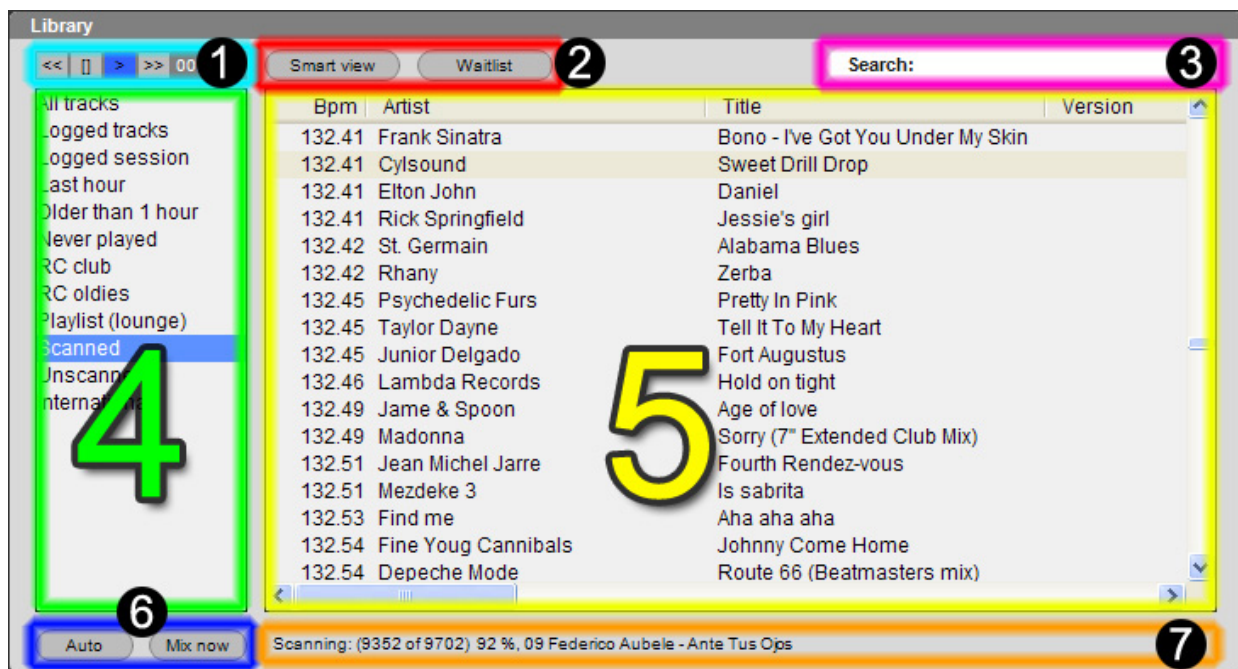 Library
<< [] > >> 00 1
Smart view Waitlist 2
Search: 3
All tracks
Logged tracks
Logged session
Last hour
Older than 1 hour
Never played
RC club
RC oldies
Playlist (lounge)
Scanned
4
Bpm Artist Title Version
132.41 Frank Sinatra Bono - I've Got You Under My Skin
132.41 Cylsound Sweet Drill Drop
132.41 Elton John Daniel
132.41 Rick Springfield Jessie's girl
132.42 St. Germain Alabama Blues
132.42 Rhany Zerba
132.45 Psychedelic Furs Pretty In Pink
132.45 Taylor Dayne Tell It To My Heart
132.45 Junior Delgado Fort Augustus
132.46 Lambda Records Hold on tight
132.49 Jame & Spoon Age of love
132.49 Madonna Sorry (7" Extended Club Mix)
132.51 Jean Michel Jarre Fourth Rendez-vous
132.51 Mezdeke 3 Is sabrita
132.53 Find me Aha aha aha
132.54 Fine Youg Cannibals Johnny Come Home
132.54 Depeche Mode Route 66 (Beatmasters mix)
5
6
Auto Mix now
Scanning: (9352 of 9702) 92 %, 09 Federico Aubele - Ante Tus Ojos 7